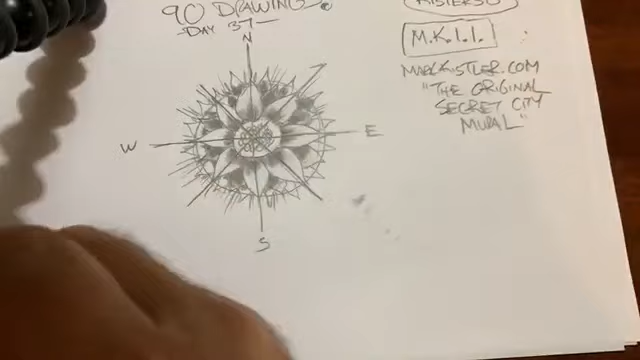 90 DRAWINGS
DAY 37
N
W
E
S
M.K.I.I.
MARKKISTLER.COM
"THE ORIGINAL
SECRET CITY
MURAL"